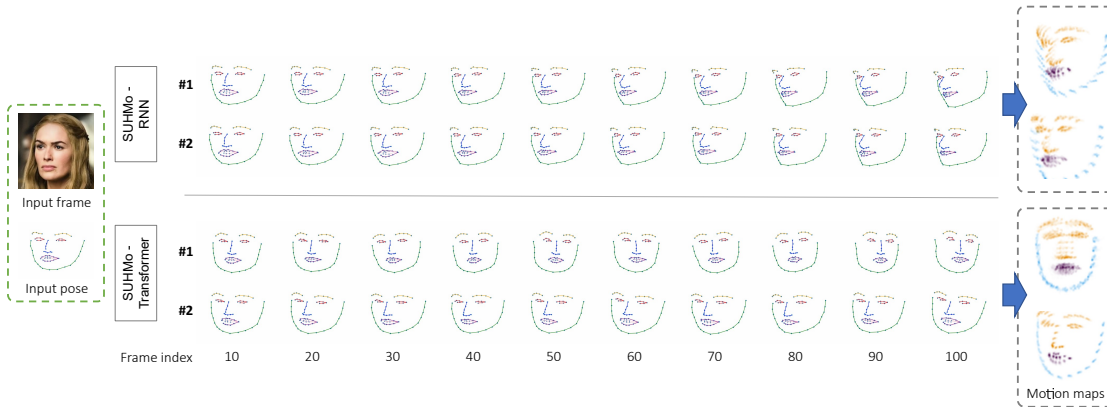 Input frame
Input pose
SUHMo -
RNN
#1
#2
SUHMo -
Transformer
#1
#2
Frame index 10 20 30 40 50 60 70 80 90 100
Motion maps